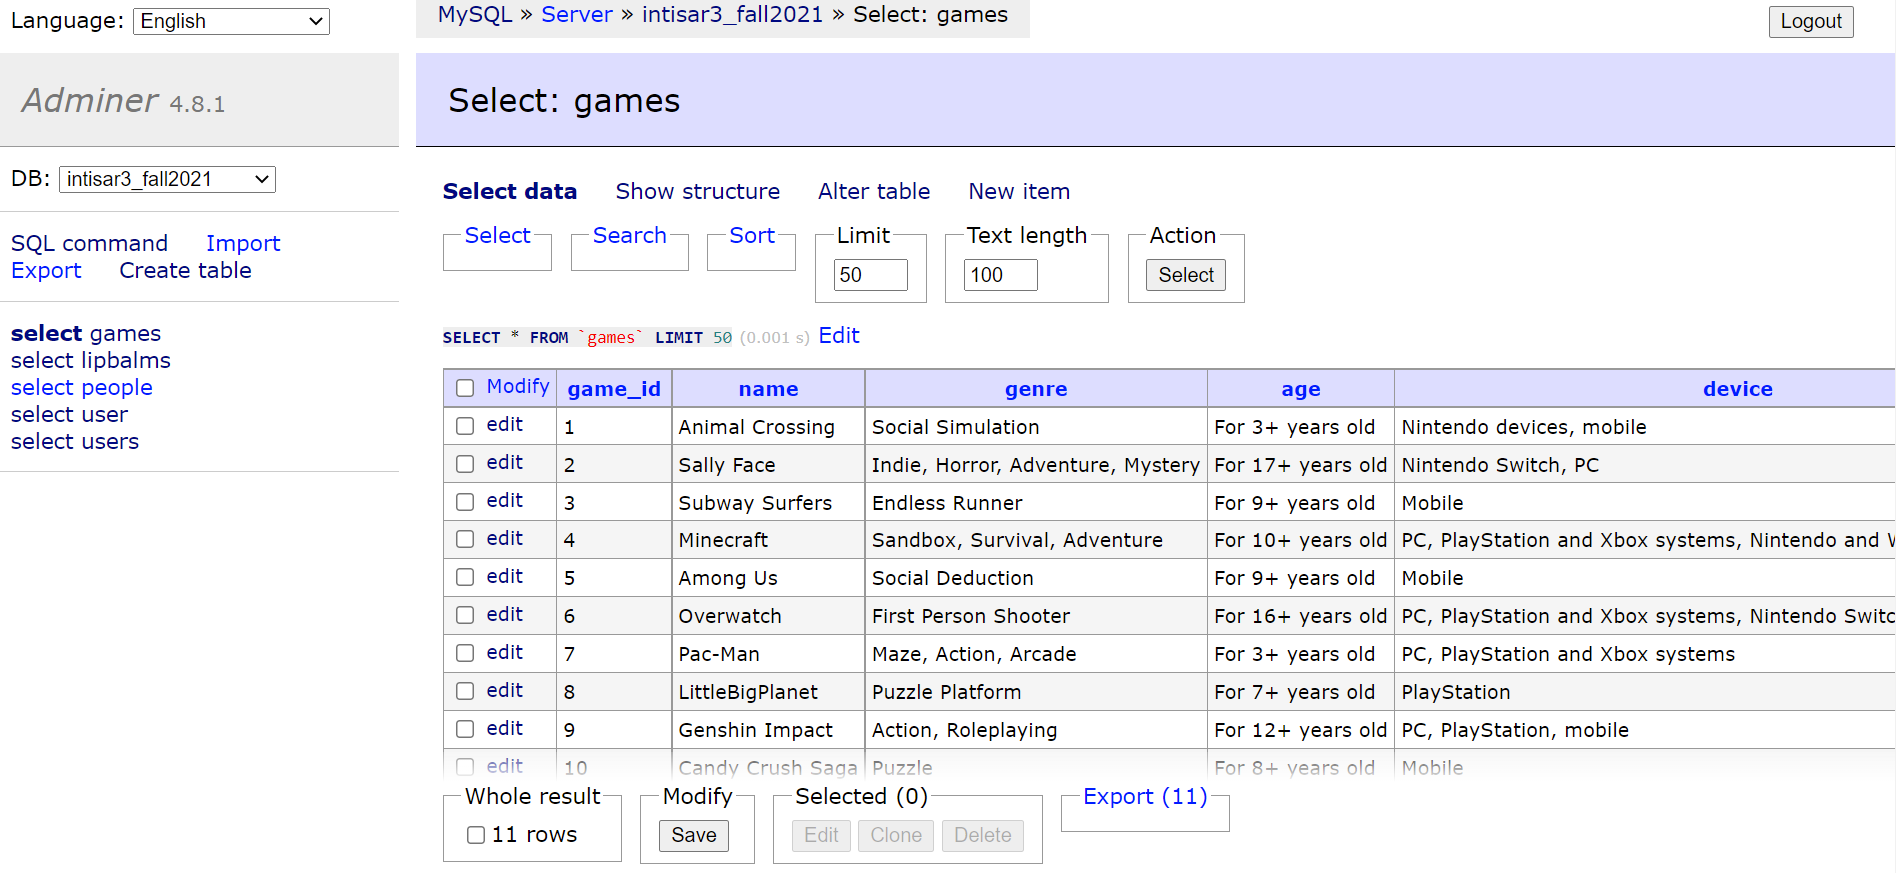 Language: English
MySQL » Server » intisar3_fall2021 » Select: games
Logout
Adminer 4.8.1
Select: games
DB: intisar3_fall2021
SQL command Import
Export Create table
select games
select lipbalms
select people
select user
select users
Select data Show structure Alter table New item
Select Search Sort Limit Text length Action
50 100 Select
SELECT * FROM `games` LIMIT 50 (0.001 s) Edit
Modify game_id name genre age device
edit 1 Animal Crossing Social Simulation For 3+ years old Nintendo devices, mobile
edit 2 Sally Face Indie, Horror, Adventure, Mystery For 17+ years old Nintendo Switch, PC
edit 3 Subway Surfers Endless Runner For 9+ years old Mobile
edit 4 Minecraft Sandbox, Survival, Adventure For 10+ years old PC, PlayStation and Xbox systems, Nintendo and
edit 5 Among Us Social Deduction For 9+ years old Mobile
edit 6 Overwatch First Person Shooter For 16+ years old PC, PlayStation and Xbox systems, Nintendo Switc
edit 7 Pac-Man Maze, Action, Arcade For 3+ years old PC, PlayStation and Xbox systems
edit 8 LittleBigPlanet Puzzle Platform For 7+ years old PlayStation
edit 9 Genshin Impact Action, Roleplaying For 12+ years old PC, PlayStation, mobile
edit 10 Candy Crush Saga Puzzle For 8+ years old Mobile
Whole result Modify Selected (0) Export (11)
11 rows Save Edit Clone Delete